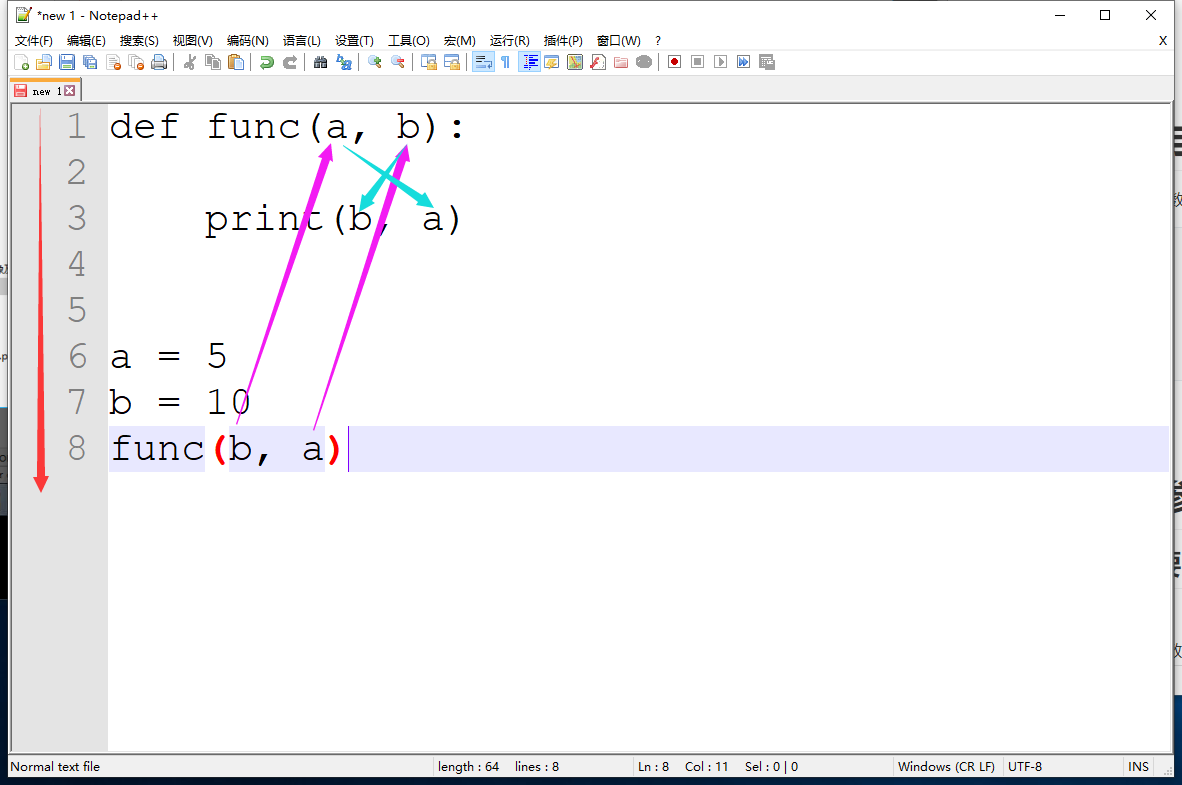 *new 1 - Notepad++
文件(F) 编辑(E) 搜索(S) 视图(V) 编码(N) 语言(L) 设置(T) 工具(O) 宏(M) 运行(R) 插件(P) 窗口(W) ? X
new 1
1 def func(a, b):
2
3 print(b, a)
4
5
6 a = 5
7 b = 10
8 func(b, a)
Normal text file length : 64 lines : 8 Ln : 8 Col : 11 Sel : 0 | 0 Windows (CR LF) UTF-8 INS